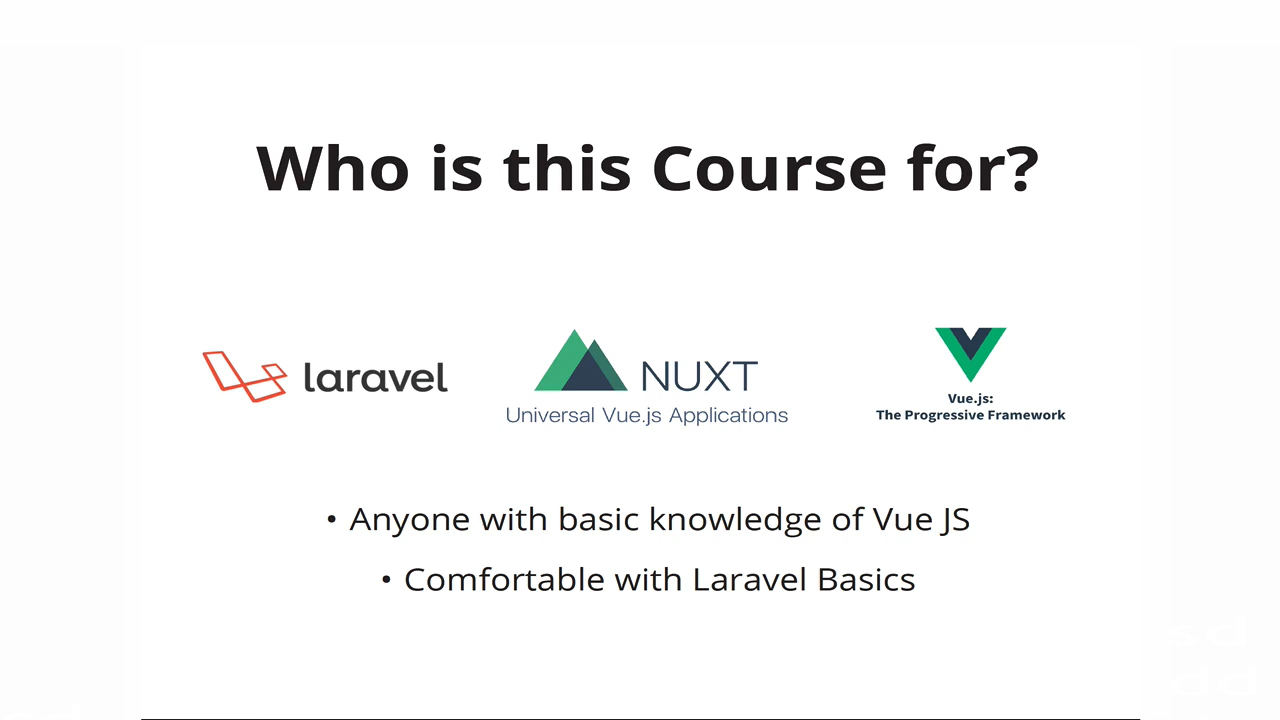 Who is this Course for?
laravel
NUXT
Universal Vue.js Applications
Vue.js:
The Progressive Framework
• Anyone with basic knowledge of Vue JS
• Comfortable with Laravel Basics